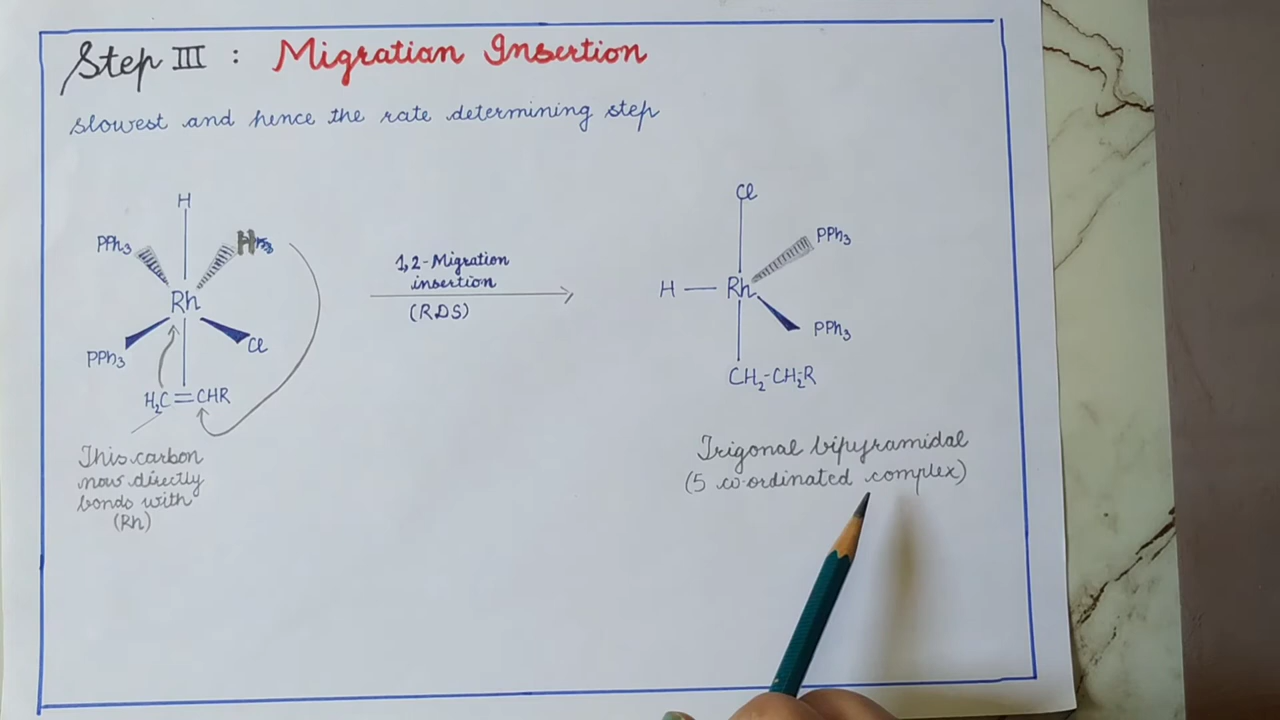 Step III : Migration Insertion
slowest and hence the rate determining step
H
PPh3
H
Rh
PPh3
Cl
H2C=CHR
This carbon
now directly
bonds with
(Rh)
1,2-Migration
insertion
(RDS)
Cl
PPh3
H — Rh
PPh3
CH2-CH2R
Trigonal bipyramidal
(5 co-ordinated complex)